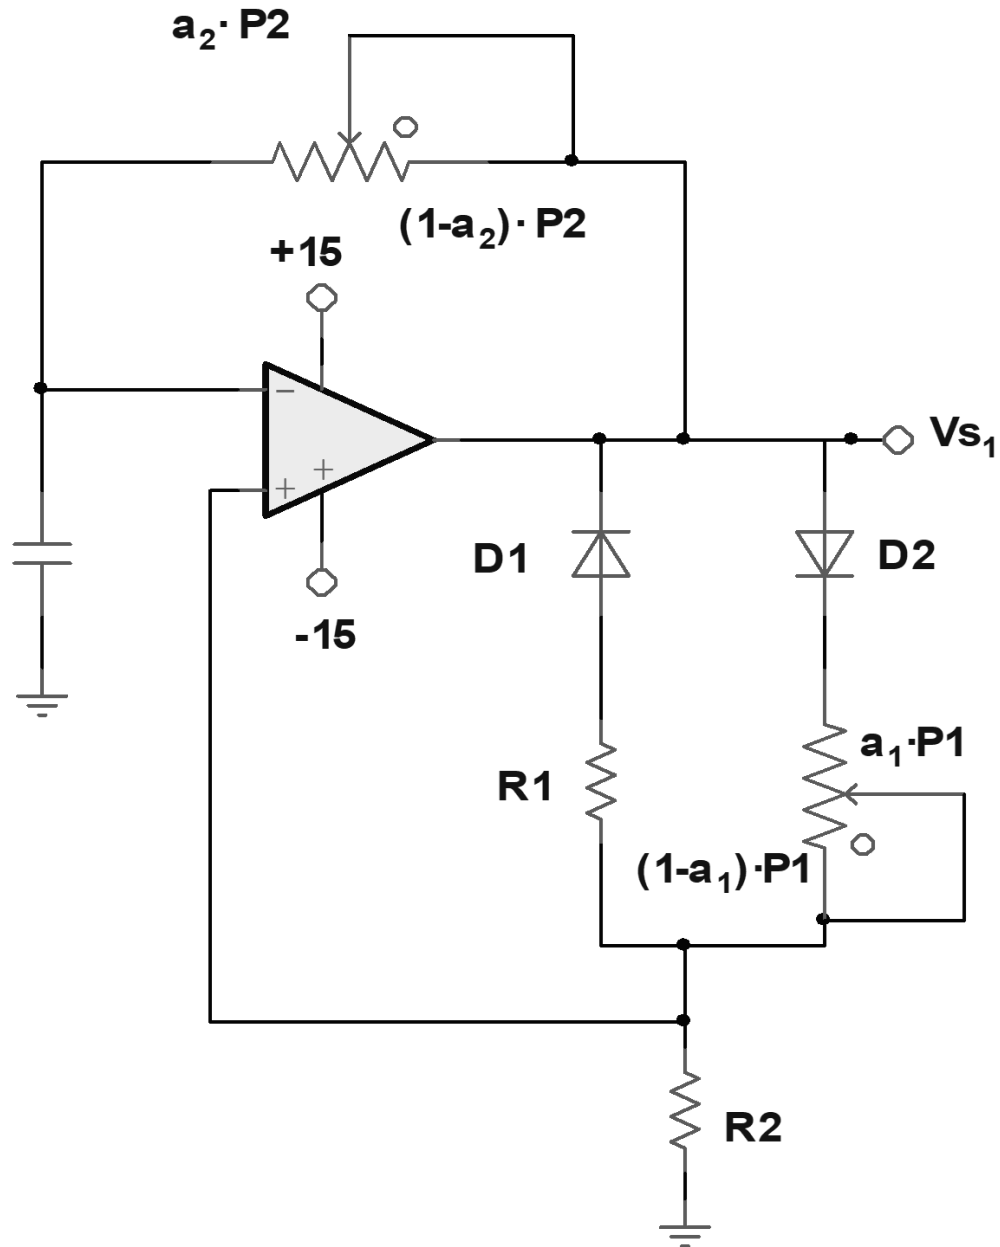 a₂· P2
(1-a₂)· P2
+15
−
+
+
-15
Vs₁
D1
D2
a₁·P1
R1
(1-a₁)·P1
R2